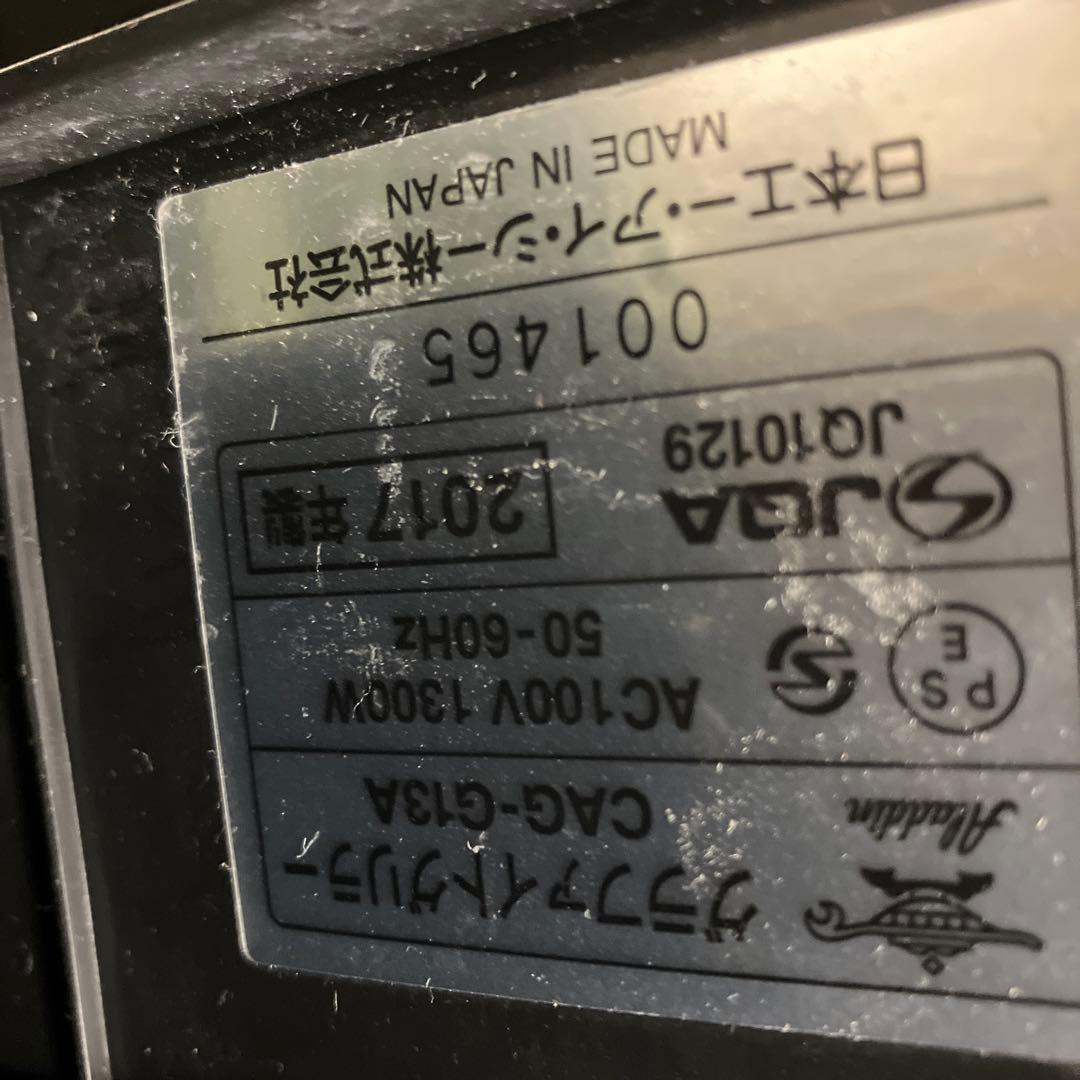 Aladdin
グラファイトグリラー
CAG-G13A
PS
E
AC100V 1300W
50-60Hz
JQA
JQ10129
2017年製
001465
日本エー・アイ・シー株式会社
MADE IN JAPAN